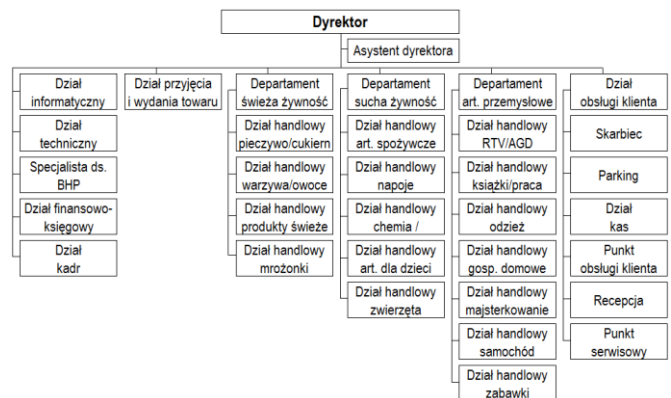 Dyrektor
Asystent dyrektora
Dział
informatyczny
Dział
techniczny
Specjalista ds.
BHP
Dział finansowo-
księgowy
Dział
kadr
Dział przyjęcia
i wydania towaru
Departament
świeża żywność
Dział handlowy
pieczywo/cukiern
Dział handlowy
warzywa/owoce
Dział handlowy
produkty świeże
Dział handlowy
mrożonki
Departament
sucha żywność
Dział handlowy
art. spożywcze
Dział handlowy
napoje
Dział handlowy
chemia /
Dział handlowy
art. dla dzieci
Dział handlowy
zwierzęta
Departament
art. przemysłowe
Dział handlowy
RTV/AGD
Dział handlowy
książki/praca
Dział handlowy
odzież
Dział handlowy
gosp. domowe
Dział handlowy
majsterkowanie
Dział handlowy
samochód
Dział handlowy
zabawki
Dział
obsługi klienta
Skarbiec
Parking
Dział
kas
Punkt
obsługi klienta
Recepcja
Punkt
serwisowy